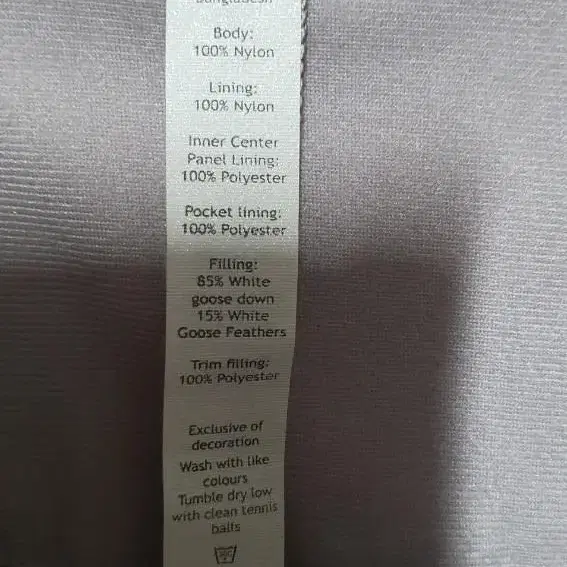 Bangladesh
Body:
100% Nylon
Lining:
100% Nylon
Inner Center
Panel Lining:
100% Polyester
Pocket lining:
100% Polyester
Filling:
85% White
goose down
15% White
Goose Feathers
Trim filling:
100% Polyester
Exclusive of
decoration
Wash with like
colours
Tumble dry low
with clean tennis
balls